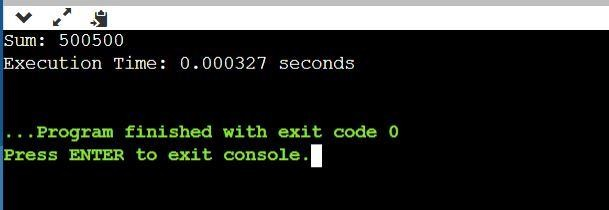 Sum: 500500
Execution Time: 0.000327 seconds
...Program finished with exit code 0
Press ENTER to exit console.